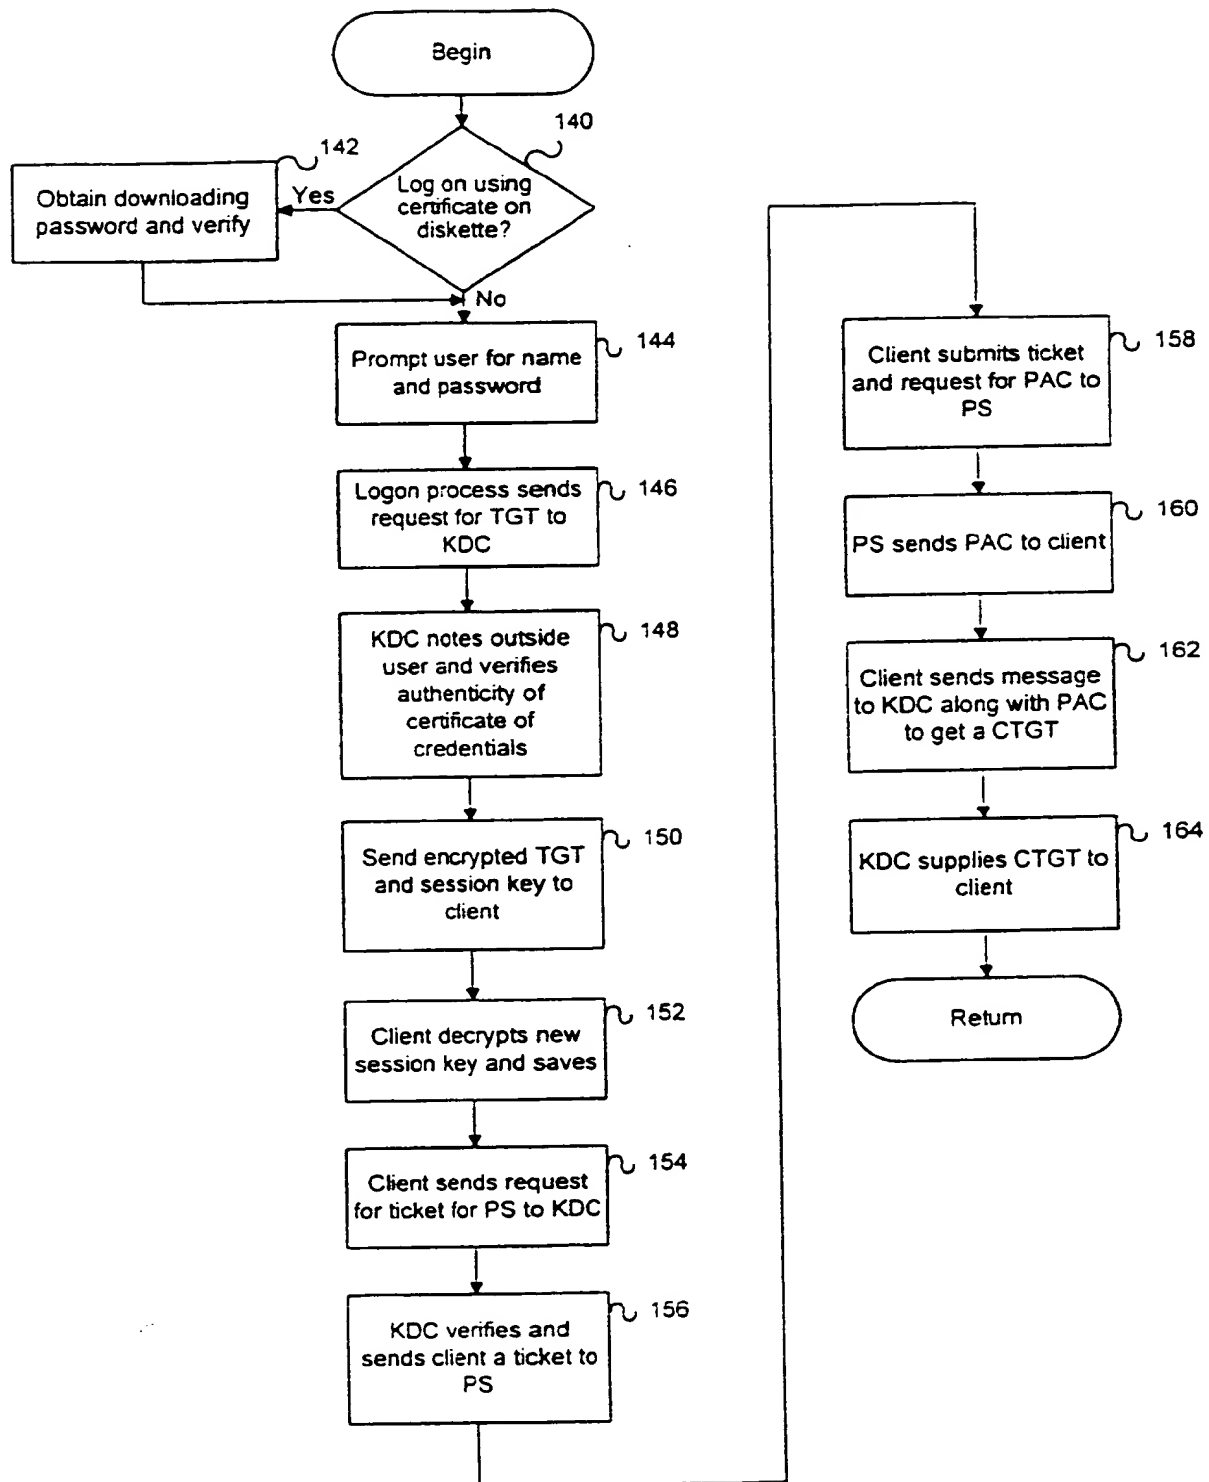 Begin
140
Log on using
certificate on
diskette?
Yes
142
Obtain downloading
password and verify
No
144
Prompt user for name
and password
146
Logon process sends
request for TGT to
KDC
148
KDC notes outside
user and verifies
authenticity of
certificate of
credentials
150
Send encrypted TGT
and session key to
client
152
Client decrypts new
session key and saves
154
Client sends request
for ticket for PS to KDC
156
KDC verifies and
sends client a ticket to
PS
158
Client submits ticket
and request for PAC to
PS
160
PS sends PAC to client
162
Client sends message
to KDC along with PAC
to get a CTGT
164
KDC supplies CTGT to
client
Return